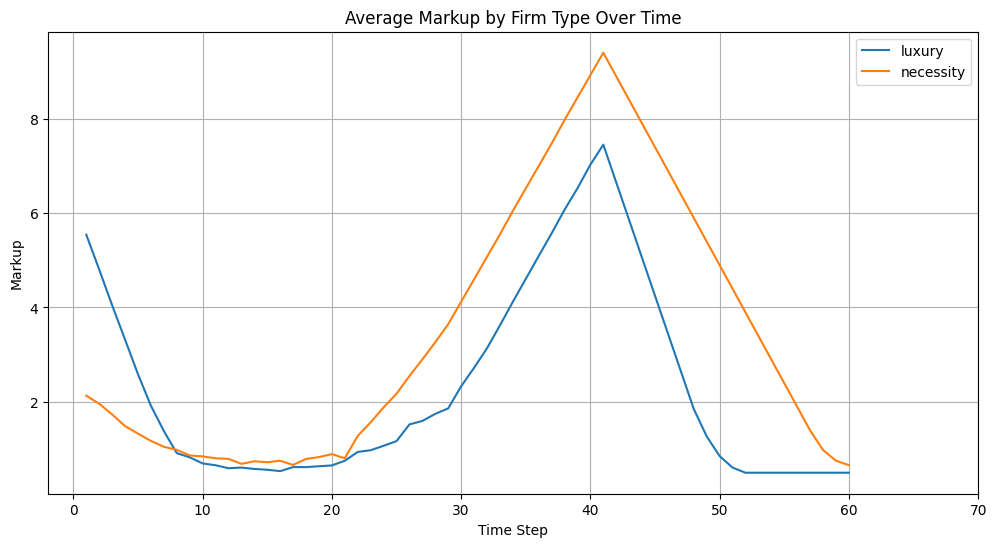 Average Markup by Firm Type Over Time
luxury
necessity
Markup
8
6
4
2
0 10 20 30 40 50 60 70
Time Step